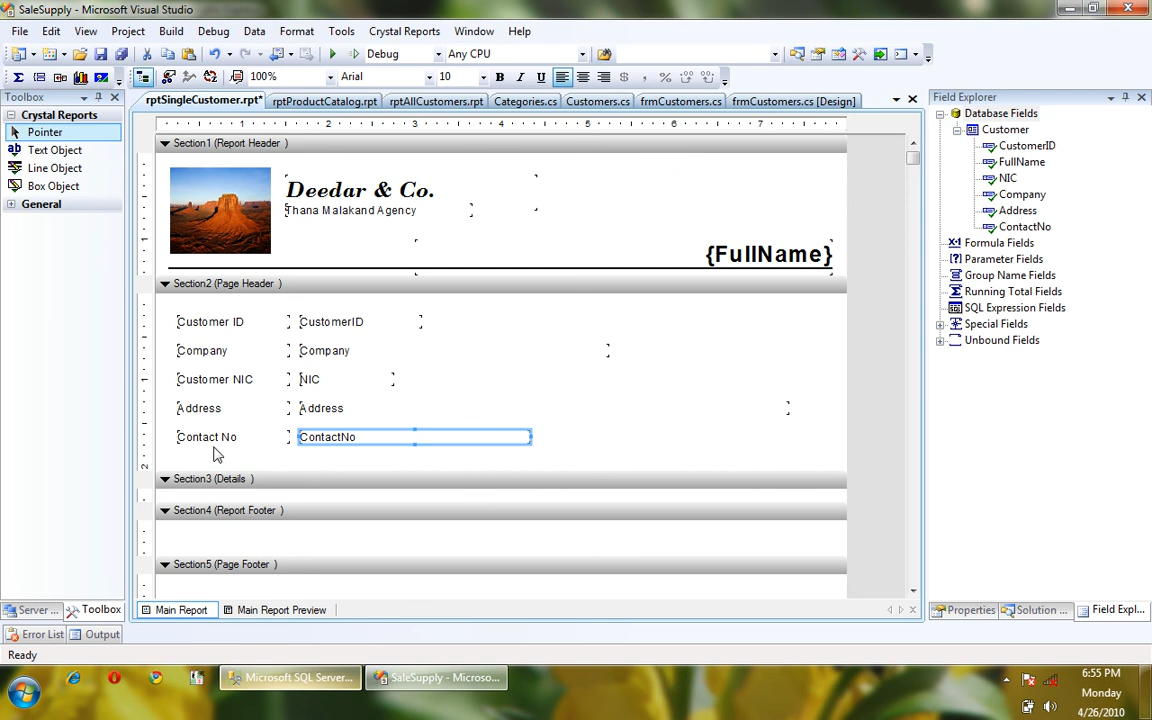 SaleSupply - Microsoft Visual Studio
File Edit View Project Build Debug Format Data Tools Crystal Reports Window Help
Debug Any CPU
100% Arial 10 B I U $ %
Toolbox
Crystal Reports
Pointer
Text Object
Line Object
Box Object
General
rptSingleCustomer.rpt* rptProductCatalog.rpt rptAllCustomers.rpt Categories.cs Customers.cs frmCustomers.cs frmCustomers.cs [Design]
1 2 3 4 5 6 7
Section1 (Report Header )
Deedar & Co.
Thana Malakand Agency
{FullName}
Section2 (Page Header )
Customer ID CustomerID
Company Company
Customer NIC NIC
Address Address
Contact No ContactNo
Section3 (Details )
Section4 (Report Footer )
Section5 (Page Footer )
Main Report Main Report Preview
Field Explorer
Database Fields
Customer
CustomerID
FullName
NIC
Company
Address
ContactNo
Formula Fields
Parameter Fields
Group Name Fields
Running Total Fields
SQL Expression Fields
Special Fields
Unbound Fields
Server ... Toolbox
Properties Solution ... Field Expl...
Error List Output
Ready
Microsoft SQL Server... SaleSupply - Microso...
6:55 PM
Monday
4/26/2010